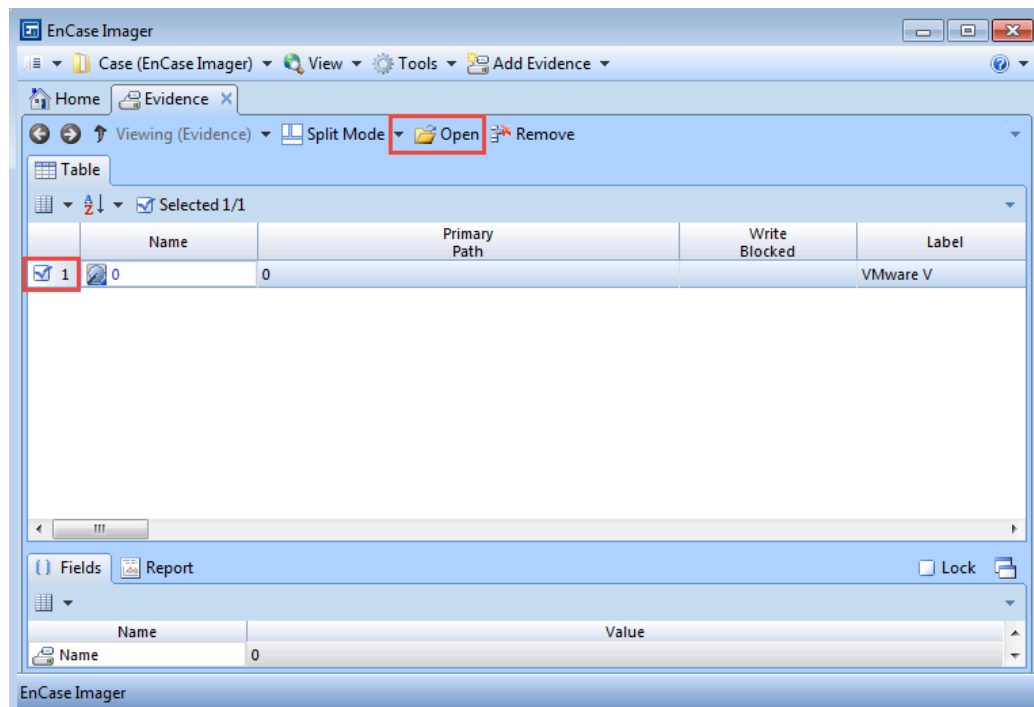 EnCase Imager
Case (EnCase Imager) View Tools Add Evidence
Home Evidence
Viewing (Evidence) Split Mode Open Remove
Table
Selected 1/1
Name Primary Path Write Blocked Label
1 0 0 VMware V
Fields Report Lock
Name Value
Name 0
EnCase Imager